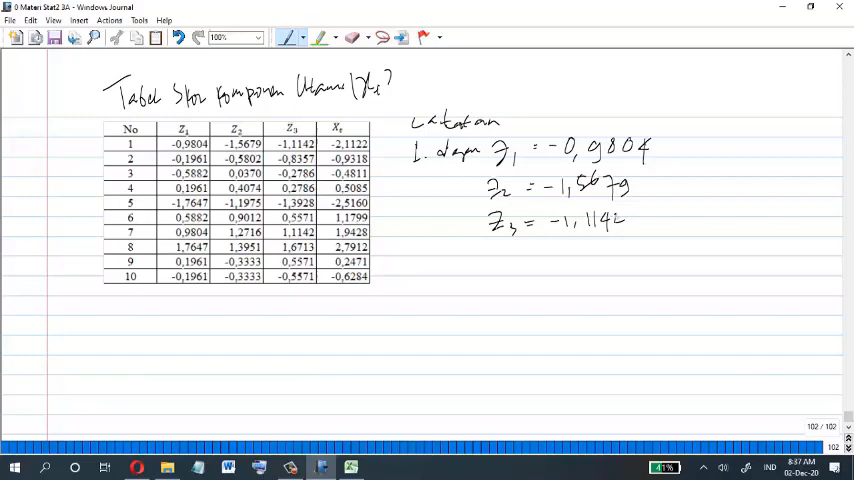 0 Materi Stat2 3A - Windows Journal
File Edit View Insert Actions Tools Help
100%
Tabel Skor Komponen Utama (Xt)
No Z1 Z2 Z3 Xt
1 -0,9804 -1,5679 -1,1142 -2,1122
2 -0,1961 -0,5802 -0,8357 -0,9318
3 -0,5882 0,0370 -0,2786 -0,4811
4 0,1961 0,4074 0,2786 0,5085
5 -1,7647 -1,1975 -1,3928 -2,5160
6 0,5882 0,9012 0,5571 1,1799
7 0,9804 1,2716 1,1142 1,9428
8 1,7647 1,3951 1,6713 2,7912
9 0,1961 -0,3333 0,5571 0,2471
10 -0,1961 -0,3333 -0,5571 -0,6284
Catatan
1. dengan Z1 = -0,9804
Z2 = -1,5679
Z3 = -1,1142
102 / 102
102
41%
IND
8:37 AM
02-Dec-20